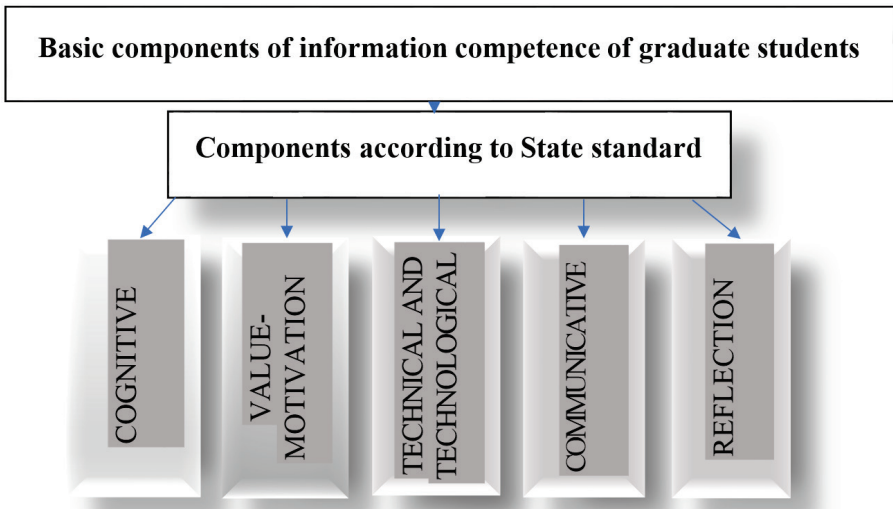 Basic components of information competence of graduate students
Components according to State standard
COGNITIVE
VALUE-
MOTIVATION
TECHNICAL AND
TECHNOLOGICAL
COMMUNICATIVE
REFLECTION